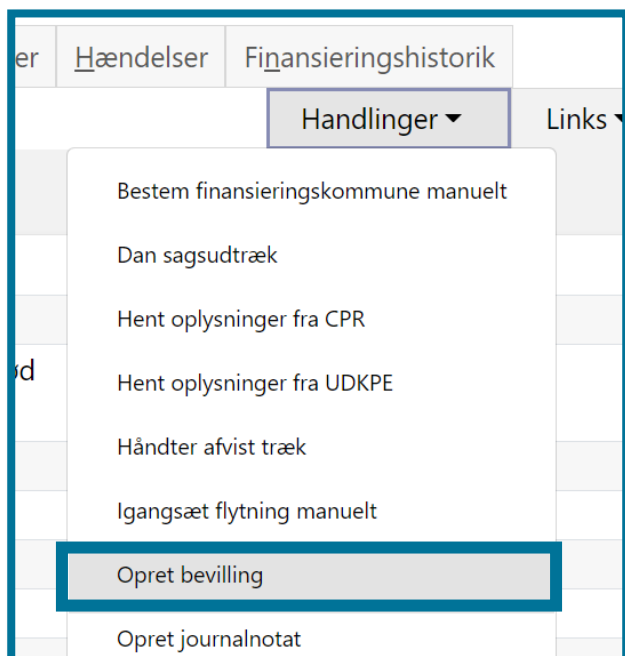 er Hændelser Finansieringshistorik
Handlinger Links
Bestem finansieringskommune manuelt
Dan sagsudtræk
Hent oplysninger fra CPR
Hent oplysninger fra UDKPE
ød
Håndter afvist træk
Igangsæt flytning manuelt
Opret bevilling
Opret journalnotat